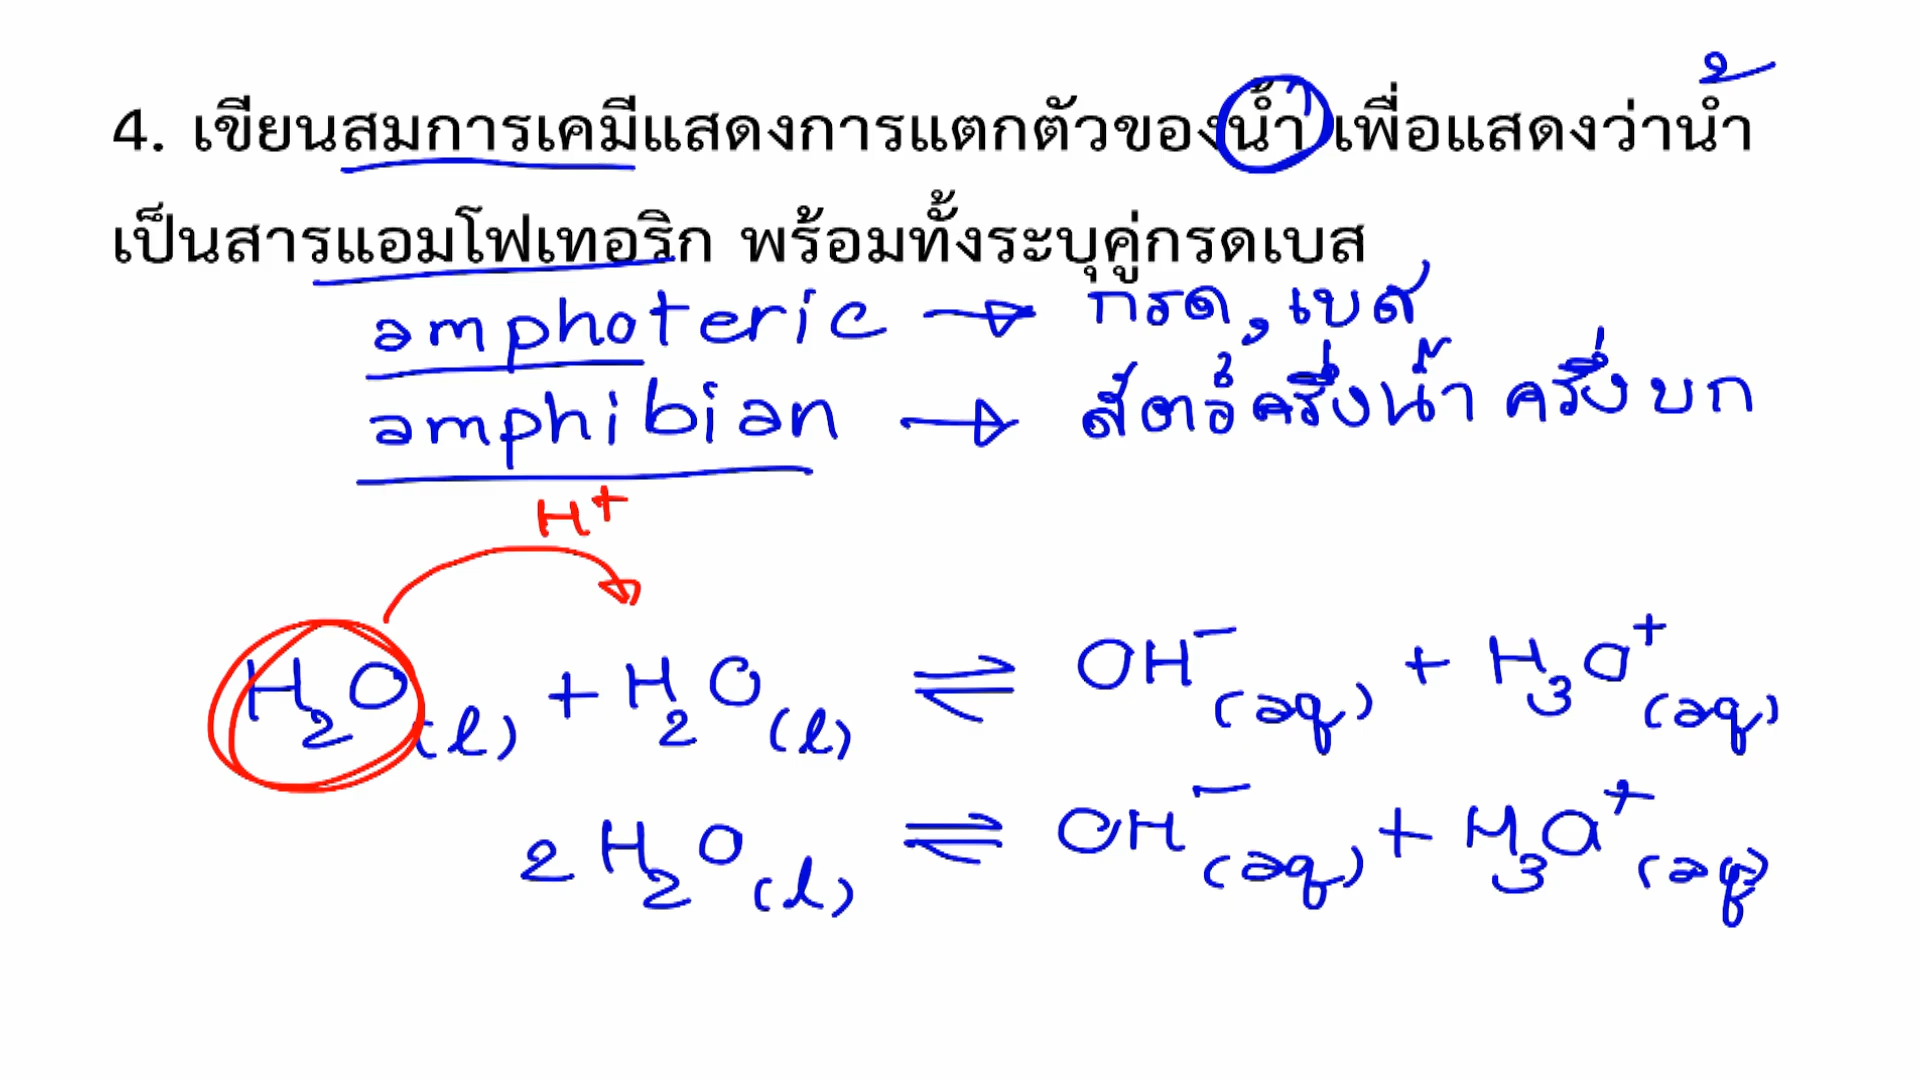 4. เขียนสมการเคมีแสดงการแตกตัวของน้ำ เพื่อแสดงว่าน้ำ
เป็นสารแอมโฟเทอริก พร้อมทั้งระบุคู่กรดเบส
amphoteric → กรด, เบส
amphibian → สัตว์ครึ่งน้ำ ครึ่งบก
H⁺
H₂O(l) + H₂O(l) ⇌ OH⁻(aq) + H₃O⁺(aq)
2H₂O(l) ⇌ OH⁻(aq) + H₃O⁺(aq)